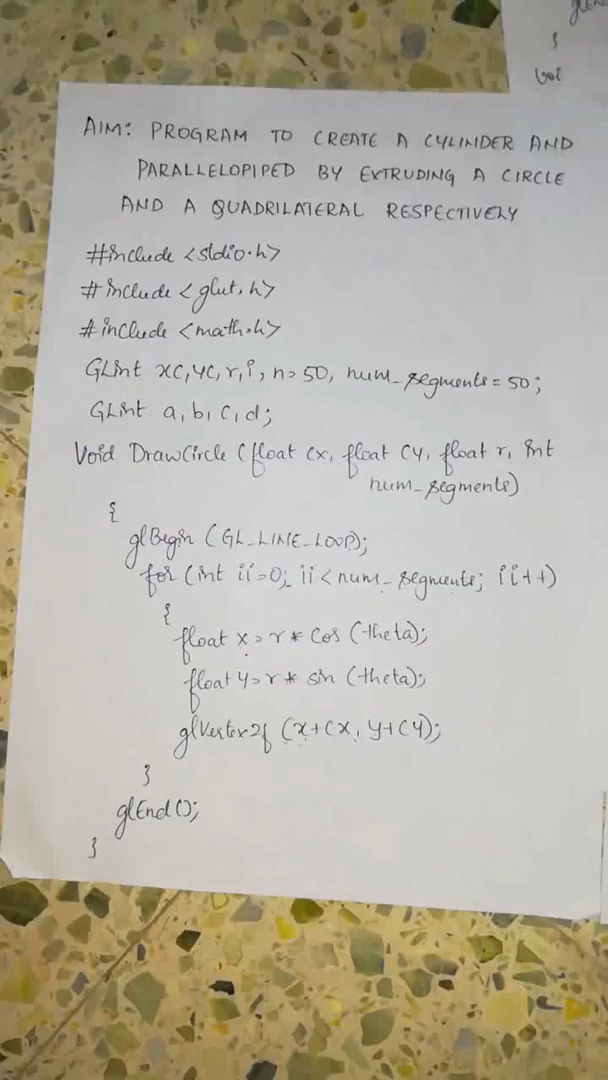 glEnd
}
Voi
AIM: PROGRAM TO CREATE A CYLINDER AND
PARALLELOPIPED BY EXTRUDING A CIRCLE
AND A QUADRILATERAL RESPECTIVELY
#include <stdio.h>
#include <glut.h>
#include <math.h>
GLint xc,yc,r,i,n=50, num_segments=50;
GLint a,b,c,d;
Void DrawCircle (float cx, float cy, float r, int
num_segments)
{
glBegin (GL_LINE_LOOP);
for (int ii=0; ii<num_segments; ii++)
{
float x=r* cos (theta);
float y=r* sin (theta);
glVertex2f (x+cx, y+cy);
}
glEnd();
}